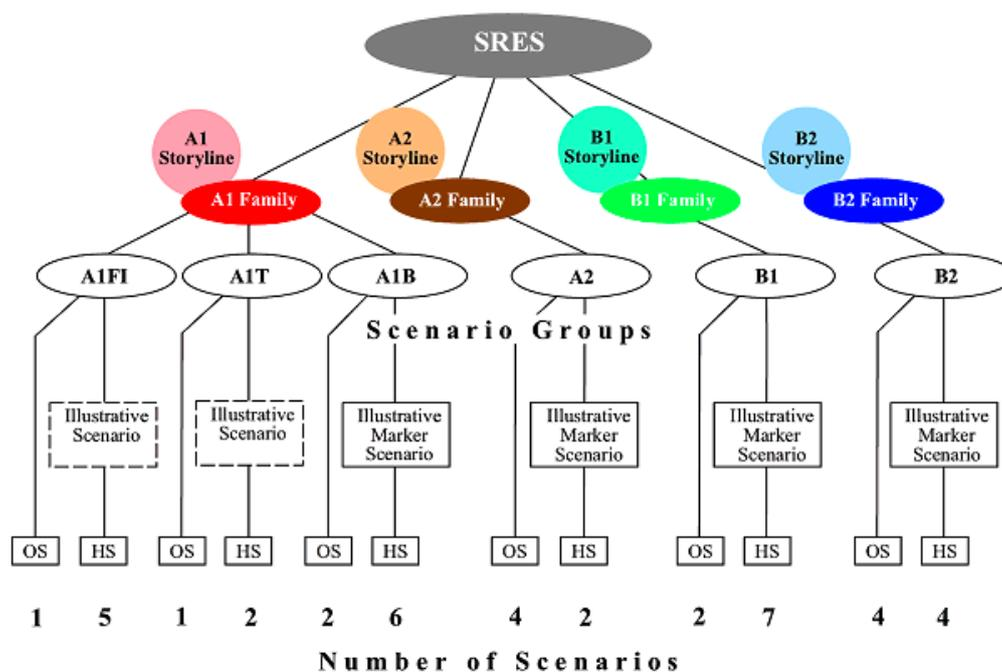 SRES
A1
Storyline
A2
Storyline
B1
Storyline
B2
Storyline
A1 Family
A2 Family
B1 Family
B2 Family
A1FI
A1T
A1B
A2
B1
B2
Scenario Groups
Illustrative
Scenario
Illustrative
Scenario
Illustrative
Marker
Scenario
Illustrative
Marker
Scenario
Illustrative
Marker
Scenario
Illustrative
Marker
Scenario
OS HS OS HS OS HS OS HS OS HS OS HS
1 5 1 2 2 6 4 2 2 7 4 4
Number of Scenarios